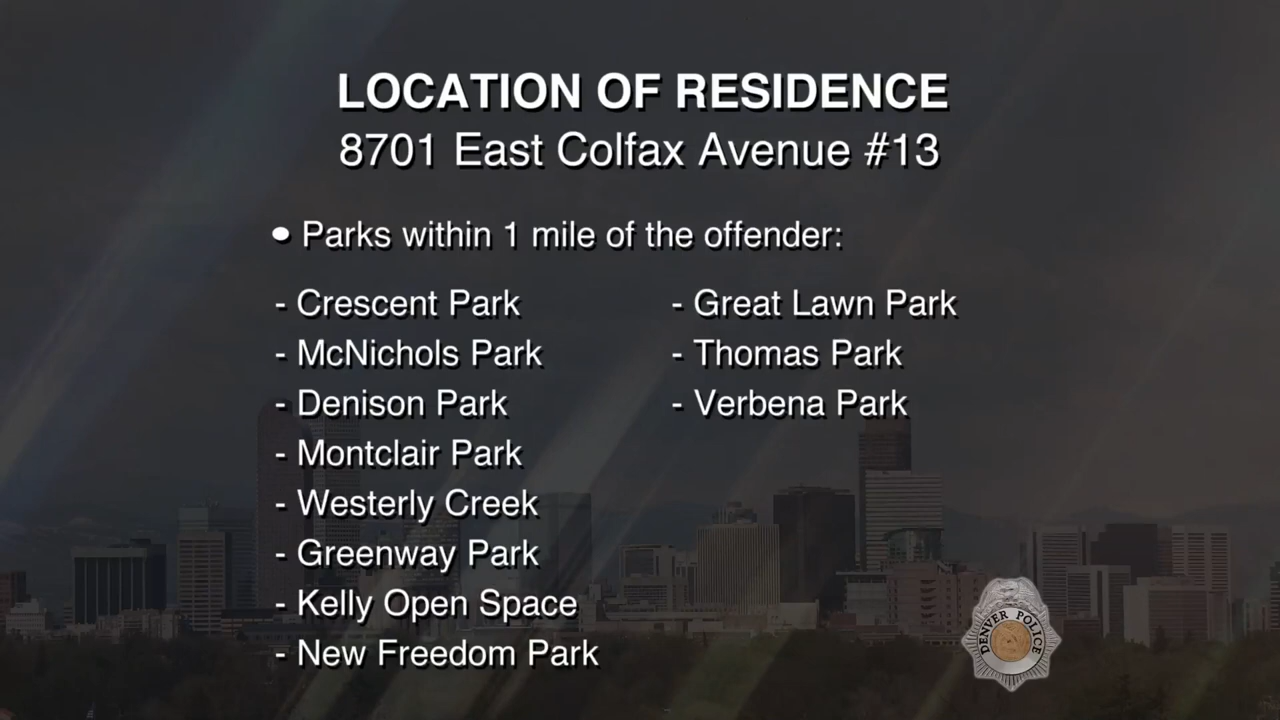 LOCATION OF RESIDENCE
8701 East Colfax Avenue #13
• Parks within 1 mile of the offender:
- Crescent Park
- McNichols Park
- Denison Park
- Montclair Park
- Westerly Creek
- Greenway Park
- Kelly Open Space
- New Freedom Park
- Great Lawn Park
- Thomas Park
- Verbena Park
DENVER POLICE